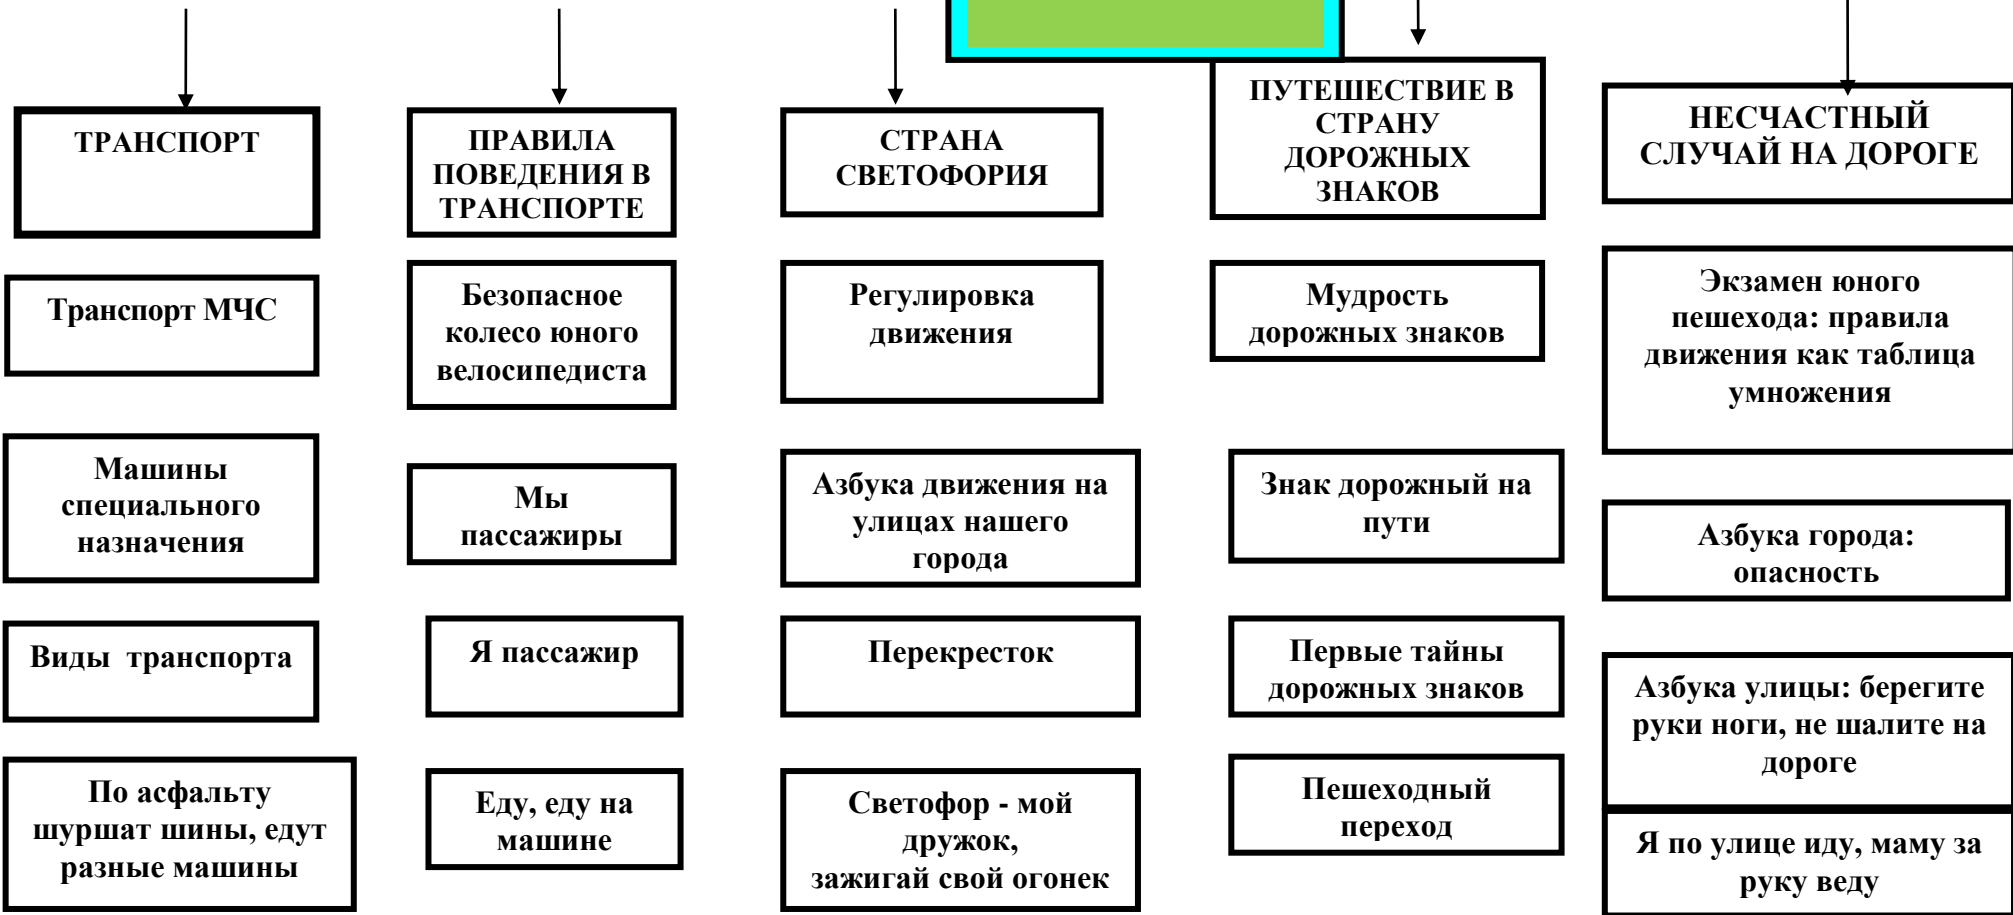 ТРАНСПОРТ
ПРАВИЛА
ПОВЕДЕНИЯ В
ТРАНСПОРТЕ
СТРАНА
СВЕТОФОРИЯ
ПУТЕШЕСТВИЕ В
СТРАНУ
ДОРОЖНЫХ
ЗНАКОВ
НЕСЧАСТНЫЙ
СЛУЧАЙ НА ДОРОГЕ
Транспорт МЧС
Безопасное
колесо юного
велосипедиста
Регулировка
движения
Мудрость
дорожных знаков
Экзамен юного
пешехода: правила
движения как таблица
умножения
Машины
специального
назначения
Мы
пассажиры
Азбука движения на
улицах нашего
города
Знак дорожный на
пути
Азбука города:
опасность
Виды транспорта
Я пассажир
Перекресток
Первые тайны
дорожных знаков
Азбука улицы: берегите
руки ноги, не шалите на
дороге
По асфальту
шуршат шины, едут
разные машины
Еду, еду на
машине
Светофор - мой
дружок,
зажигай свой огонек
Пешеходный
переход
Я по улице иду, маму за
руку веду